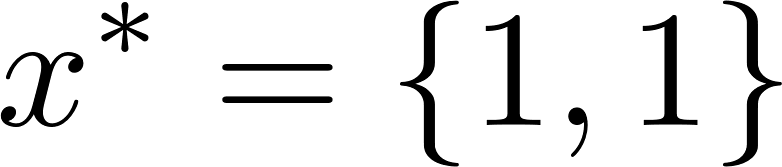 x* = {1, 1}